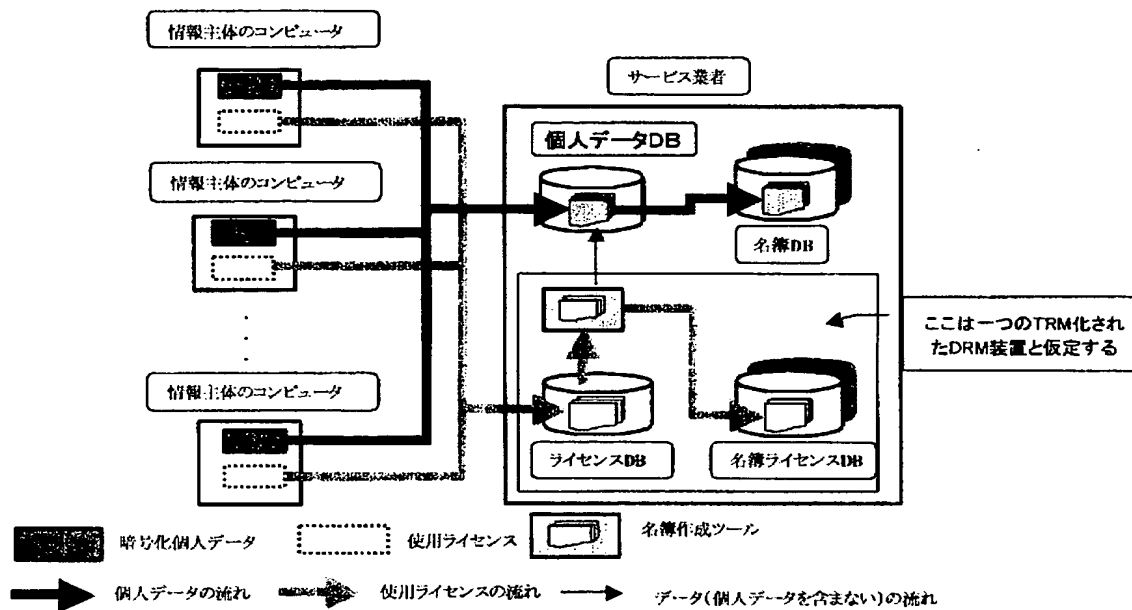 情報主体のコンピュータ
サービス業者
個人データDB
情報主体のコンピュータ
名簿DB
ここは一つのTRM化され
たDRM装置と仮定する
情報主体のコンピュータ
ライセンスDB
名簿ライセンスDB
暗号化個人データ
使用ライセンス
名簿作成ツール
個人データの流れ
使用ライセンスの流れ
データ(個人データを含まない)の流れ